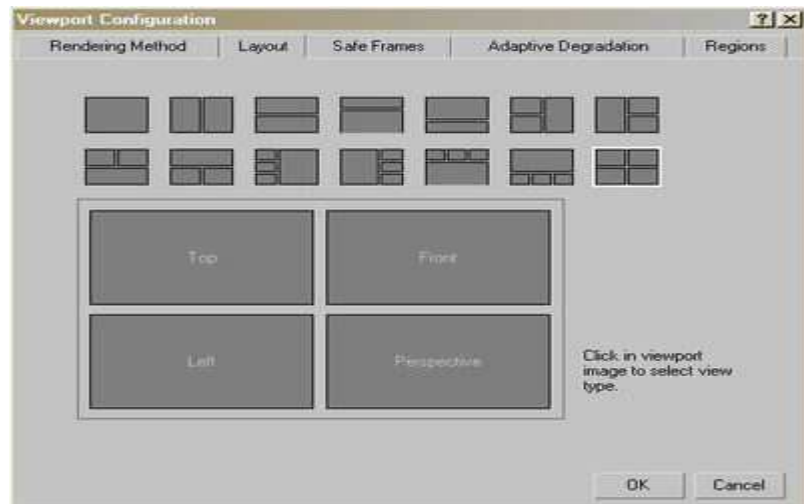 Viewport Configuration
Rendering Method
Layout
Safe Frames
Adaptive Degradation
Regions
Top
Front
Left
Perspective
Click in viewport
image to select view
type.
OK
Cancel